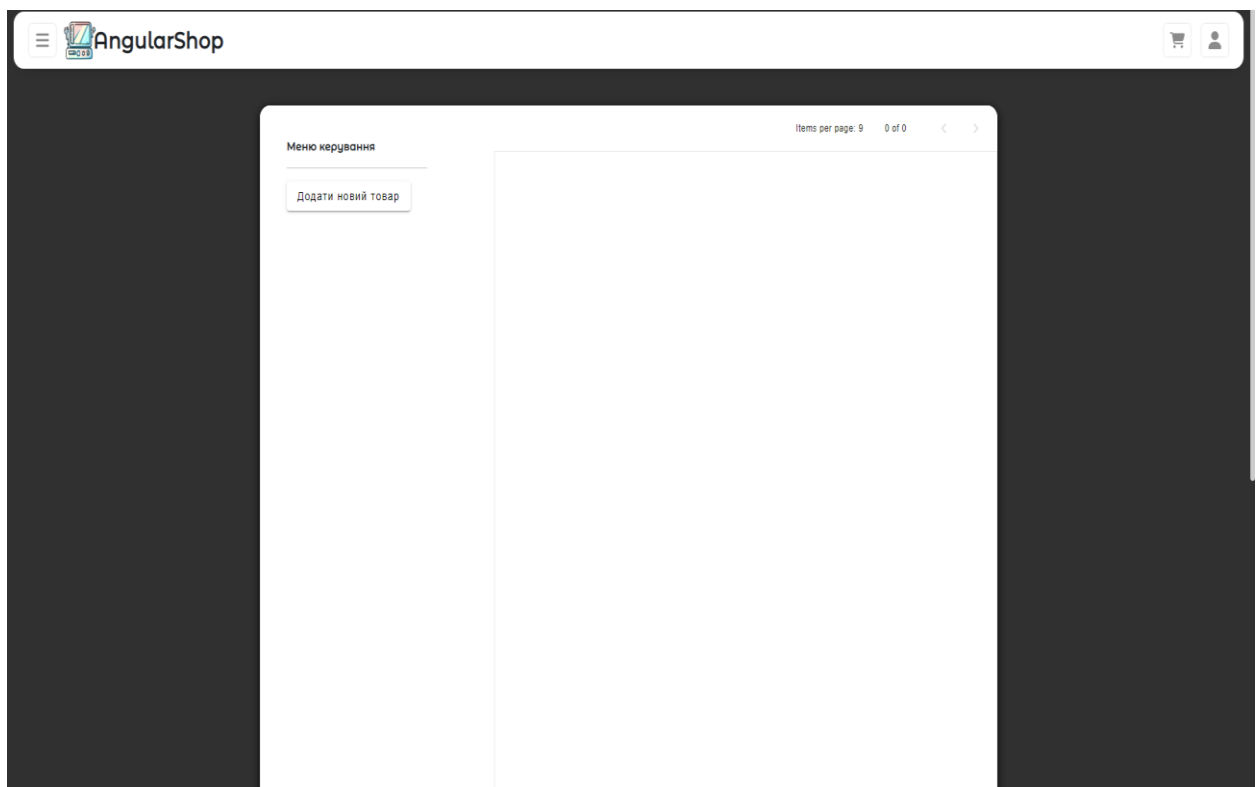 AngularShop
Items per page: 9 0 of 0
Меню керування
Додати новий товар